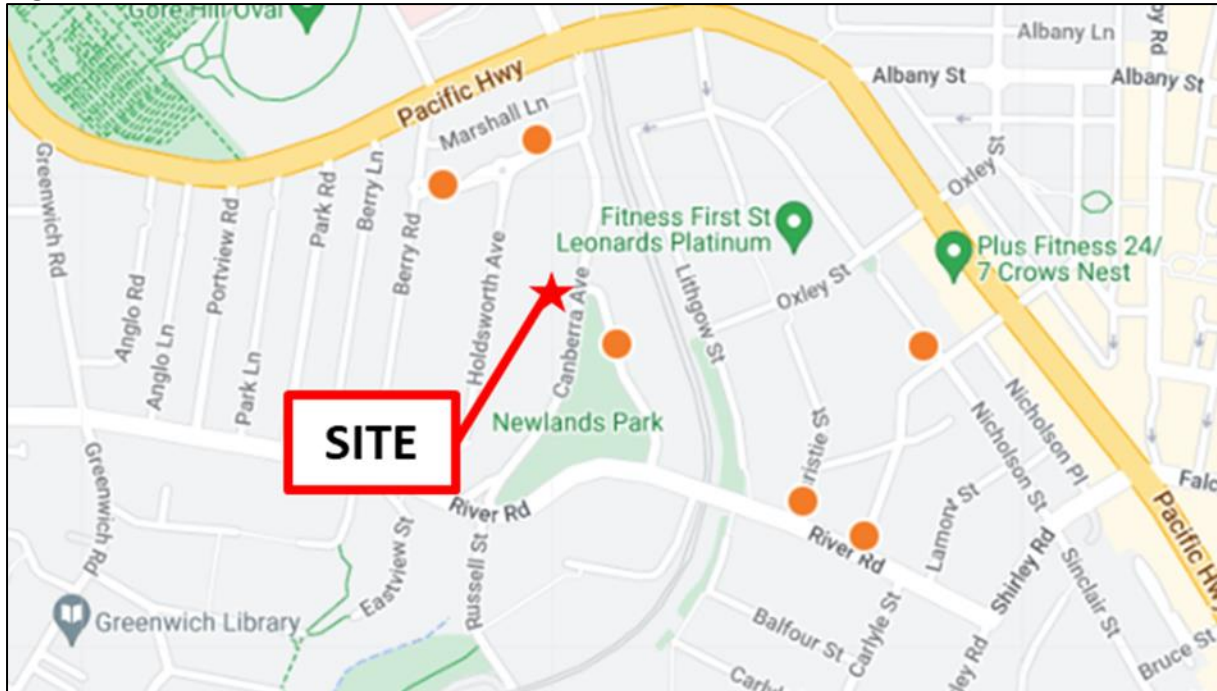 Gore Hill Oval
Albany Ln
Albany St
Albany St
Pacific Hwy
Marshall Ln
Oxley St
Greenwich Rd
Park Rd
Berry Ln
Berry Rd
Portview Rd
Fitness First St
Leonards Platinum
Plus Fitness 24/
7 Crows Nest
Anglo Rd
Anglo Ln
Park Ln
Holdsworth Ave
Canberra Ave
Lithgow St
Oxley St
SITE
Newlands Park
Nicholson Pl
Nicholson St
Greenwich Rd
River Rd
River Rd
Lamont St
Shirley Rd
Pacific Hwy
Eastview St
Russell St
Sinclair St
Greenwich Library
Balfour St
Carlyle St
Bruce St